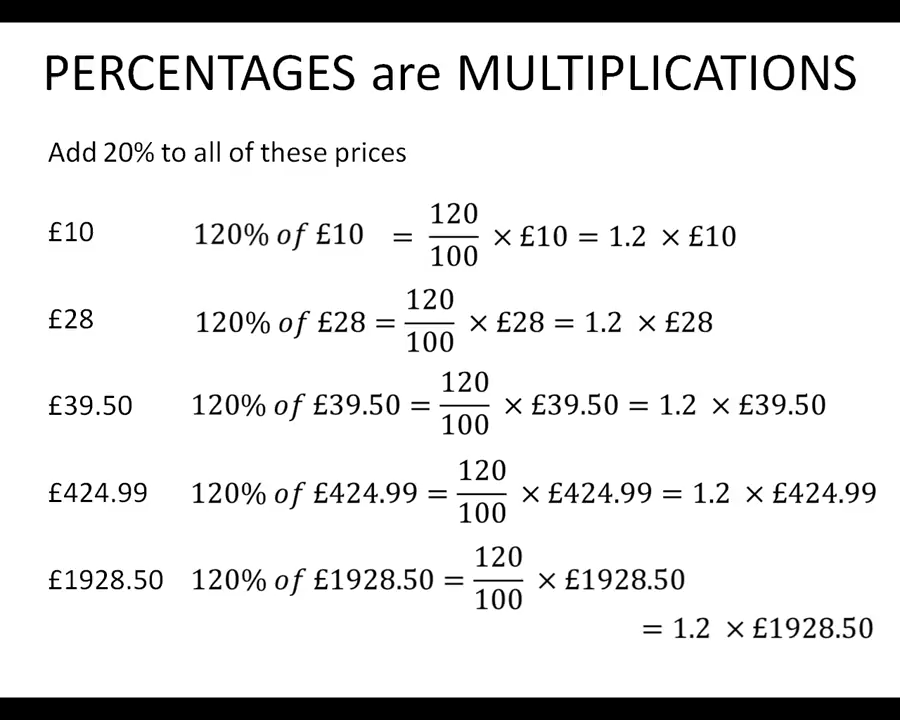 PERCENTAGES are MULTIPLICATIONS
Add 20% to all of these prices
£10 120% of £10 = 120/100 × £10 = 1.2 × £10
£28 120% of £28 = 120/100 × £28 = 1.2 × £28
£39.50 120% of £39.50 = 120/100 × £39.50 = 1.2 × £39.50
£424.99 120% of £424.99 = 120/100 × £424.99 = 1.2 × £424.99
£1928.50 120% of £1928.50 = 120/100 × £1928.50
= 1.2 × £1928.50